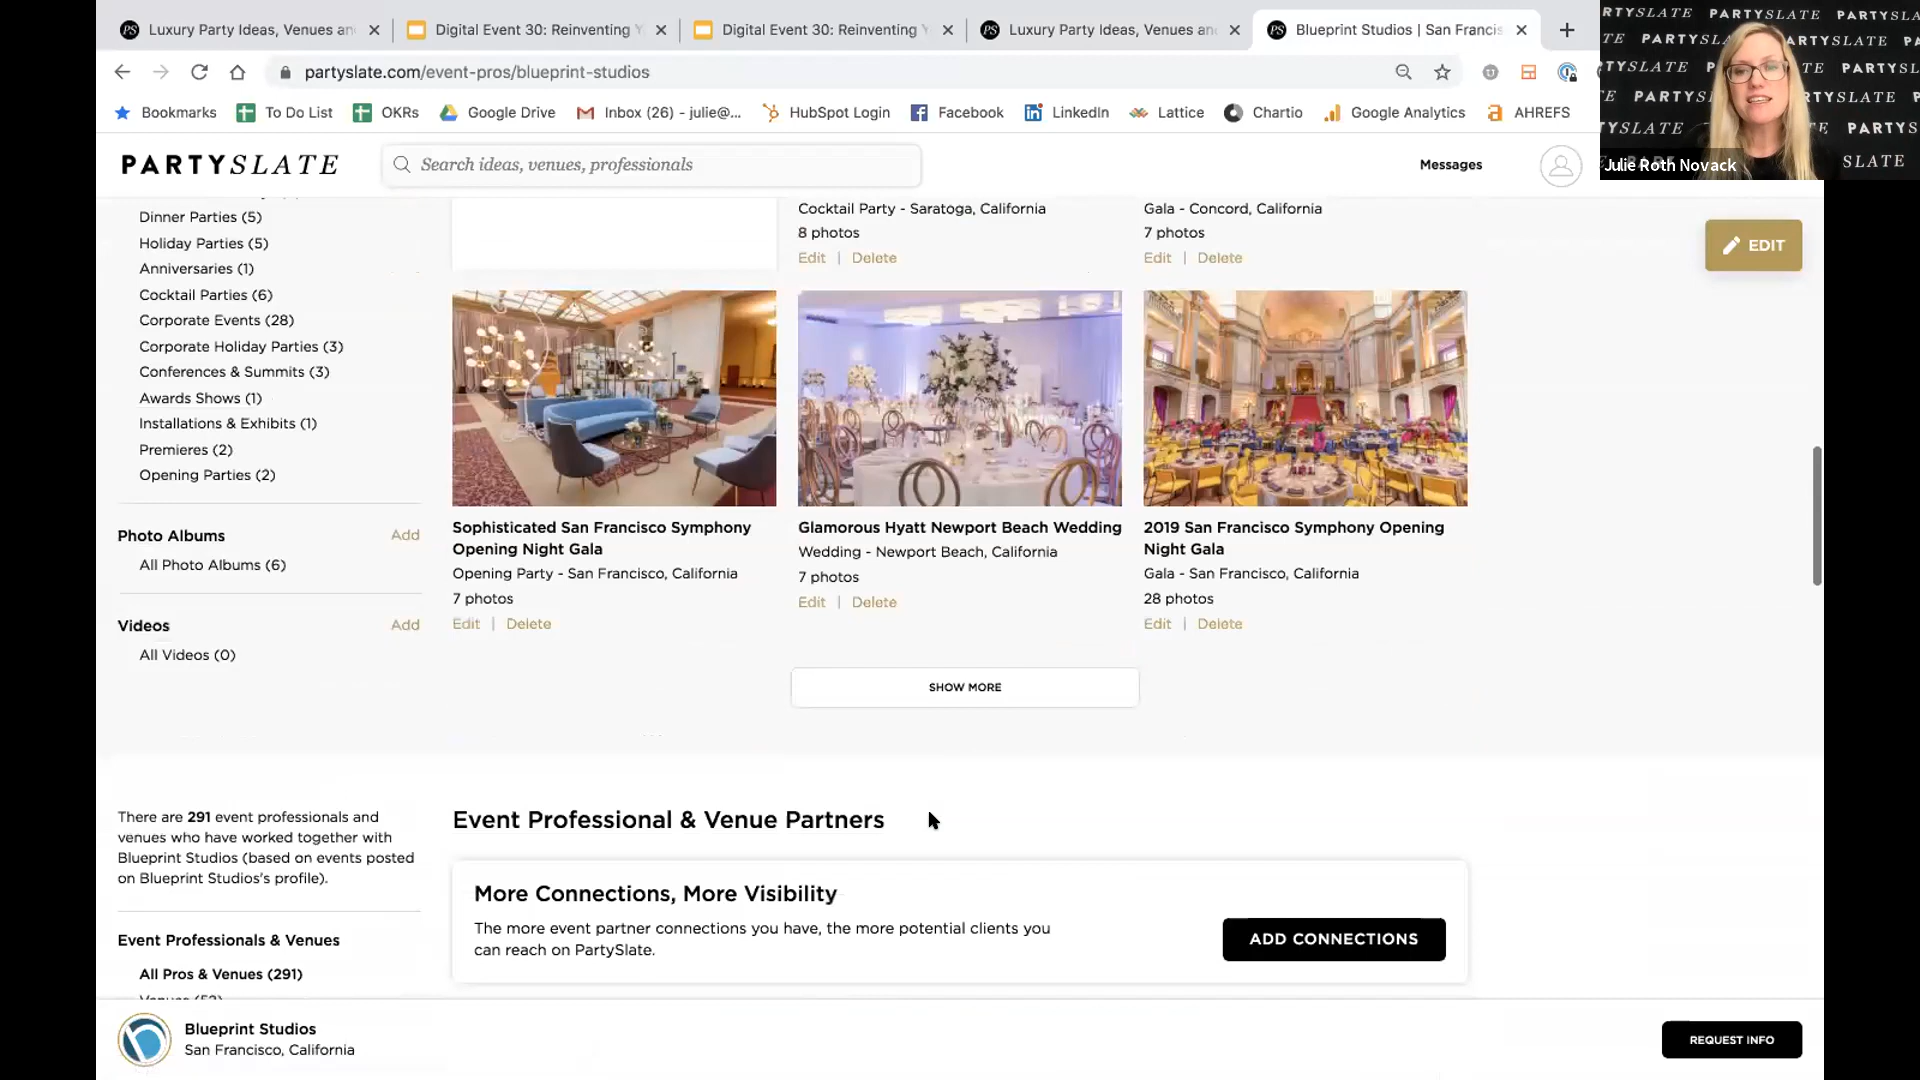 Luxury Party Ideas, Venues an
Digital Event 30: Reinventing Y
Digital Event 30: Reinventing Y
Luxury Party Ideas, Venues an
Blueprint Studios | San Francis
partyslate.com/event-pros/blueprint-studios
Bookmarks
To Do List
OKRs
Google Drive
Inbox (26) - julie@...
HubSpot Login
Facebook
LinkedIn
Lattice
Chartio
Google Analytics
AHREFS
PARTYSLATE
Search ideas, venues, professionals
Messages
Julie Roth Novack
EDIT
Dinner Parties (5)
Holiday Parties (5)
Anniversaries (1)
Cocktail Parties (6)
Corporate Events (28)
Corporate Holiday Parties (3)
Conferences & Summits (3)
Awards Shows (1)
Installations & Exhibits (1)
Premieres (2)
Opening Parties (2)
Photo Albums
Add
All Photo Albums (6)
Videos
Add
All Videos (0)
Cocktail Party - Saratoga, California
8 photos
Edit | Delete
Gala - Concord, California
7 photos
Edit | Delete
Sophisticated San Francisco Symphony
Opening Night Gala
Opening Party - San Francisco, California
7 photos
Edit | Delete
Glamorous Hyatt Newport Beach Wedding
Wedding - Newport Beach, California
7 photos
Edit | Delete
2019 San Francisco Symphony Opening
Night Gala
Gala - San Francisco, California
28 photos
Edit | Delete
SHOW MORE
There are 291 event professionals and
venues who have worked together with
Blueprint Studios (based on events posted
on Blueprint Studios's profile).
Event Professionals & Venues
All Pros & Venues (291)
Event Professional & Venue Partners
More Connections, More Visibility
The more event partner connections you have, the more potential clients you
can reach on PartySlate.
ADD CONNECTIONS
Blueprint Studios
San Francisco, California
REQUEST INFO